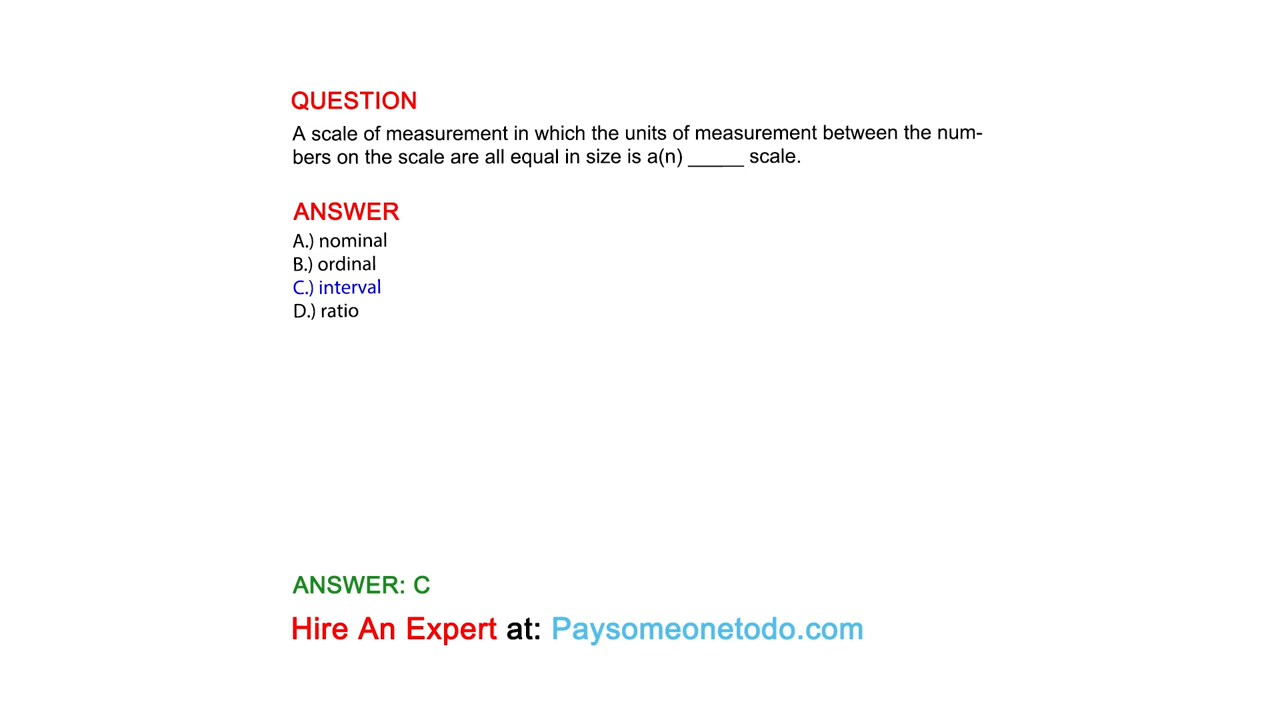 QUESTION
A scale of measurement in which the units of measurement between the num-
bers on the scale are all equal in size is a(n) _____ scale.
ANSWER
A.) nominal
B.) ordinal
C.) interval
D.) ratio
ANSWER: C
Hire An Expert at: Paysomeonetodo.com